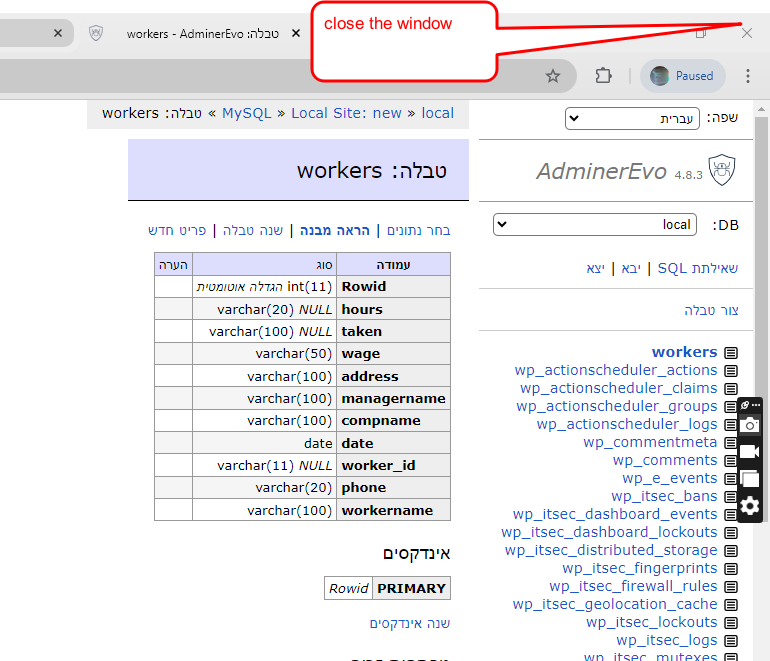 close the window
workers - AdminerEvo :טבלה
Paused
local » Local Site: new » MySQL » טבלה: workers
שפה: עברית
AdminerEvo 4.8.3
DB: local
שאילתת SQL | יבא | יצא
צור טבלה
workers
wp_actionscheduler_actions
wp_actionscheduler_claims
wp_actionscheduler_groups
wp_actionscheduler_logs
wp_commentmeta
wp_comments
wp_e_events
wp_itsec_bans
wp_itsec_dashboard_events
wp_itsec_dashboard_lockouts
wp_itsec_distributed_storage
wp_itsec_fingerprints
wp_itsec_firewall_rules
wp_itsec_geolocation_cache
wp_itsec_lockouts
wp_itsec_logs
wp_itsec_mutexes
טבלה: workers
בחר נתונים | הראה מבנה | שנה טבלה | פריט חדש
עמודה סוג הערה
Rowid int(11) הגדלה אוטומטית
hours varchar(20) NULL
taken varchar(100) NULL
wage varchar(50)
address varchar(100)
managername varchar(100)
compname varchar(100)
date date
worker_id varchar(11) NULL
phone varchar(20)
workername varchar(100)
אינדקסים
PRIMARY Rowid
שנה אינדקסים